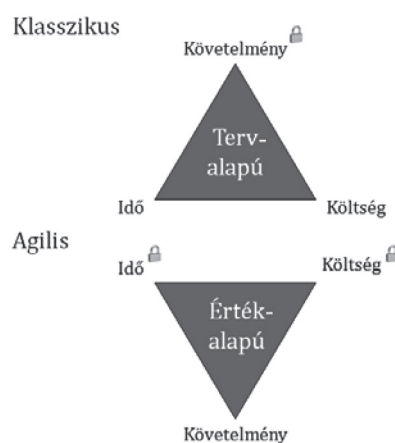 Klasszikus
Követelmény
Terv-
alapú
Idő
Költség
Agilis
Idő
Költség
Érték-
alapú
Követelmény